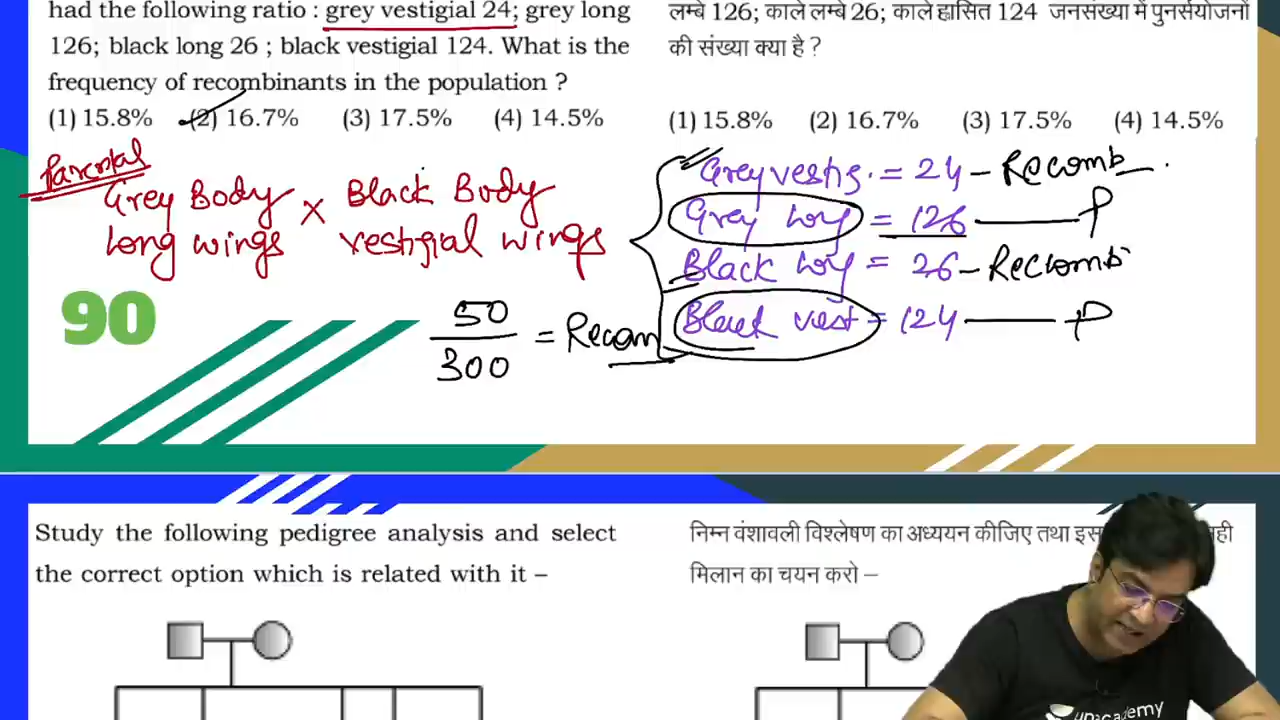 had the following ratio : grey vestigial 24; grey long
126; black long 26 ; black vestigial 124. What is the
frequency of recombinants in the population ?
(1) 15.8% (2) 16.7% (3) 17.5% (4) 14.5%
लम्बे 126; काले लम्बे 26; काले ह्रासित 124 जनसंख्या में पुनर्सयोजनों
की संख्या क्या है ?
(1) 15.8% (2) 16.7% (3) 17.5% (4) 14.5%
Parental
Grey Body × Black Body
long wings vestigial wings
Grey vestig. = 24 - Recomb
Grey long = 126 — P
Black long = 26 - Recomb
Black vest = 124 — P
50
300 = Recom
90
Study the following pedigree analysis and select
the correct option which is related with it –
निम्न वंशावली विश्लेषण का अध्ययन कीजिए तथा इस
मिलान का चयन करो –
unacademy